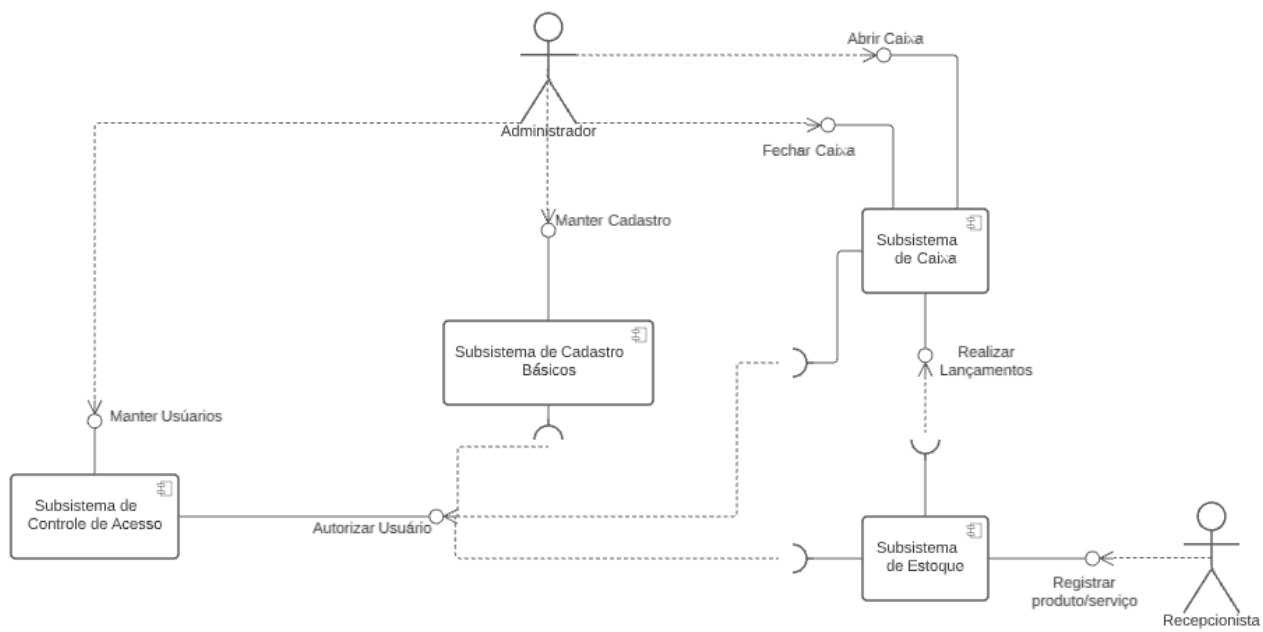 Abrir Caixa
Administrador
Fechar Caixa
Manter Cadastro
Subsistema
de Caixa
Subsistema de Cadastro
Básicos
Realizar
Lançamentos
Manter Usúarios
Subsistema de
Controle de Acesso
Autorizar Usuário
Subsistema
de Estoque
Registrar
produto/serviço
Recepcionista